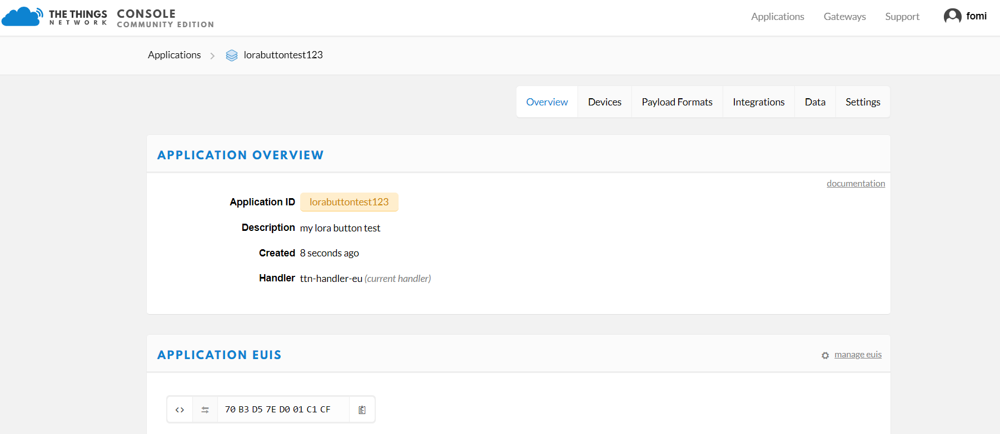 THE THINGS
NETWORK
CONSOLE
COMMUNITY EDITION
Applications
Gateways
Support
fomi
Applications
lorabuttontest123
Overview
Devices
Payload Formats
Integrations
Data
Settings
APPLICATION OVERVIEW
documentation
Application ID lorabuttontest123
Description my lora button test
Created 8 seconds ago
Handler ttn-handler-eu (current handler)
APPLICATION EUIS
manage euis
<> 70 B3 D5 7E D0 01 C1 CF